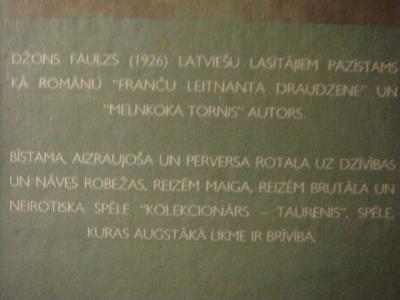 DŽONS FAULZS (1926) LATVIEŠU LASĪTĀJIEM PAZĪSTAMS
KĀ ROMĀNU "FRANČU LEITNANTA DRAUDZENE" UN
"MELNKOKA TORNIS" AUTORS.
BĪSTAMA, AIZRAUJOŠA UN PERVERSA ROTAĻA UZ DZĪVĪBAS
UN NĀVES ROBEŽAS, REIZĒM MAIGA, REIZĒM BRUTĀLA UN
NEIROTISKA SPĒLE "KOLEKCIONĀRS – TAURENIS", SPĒLE,
KURAS AUGSTĀKĀ LIKME IR BRĪVĪBA.